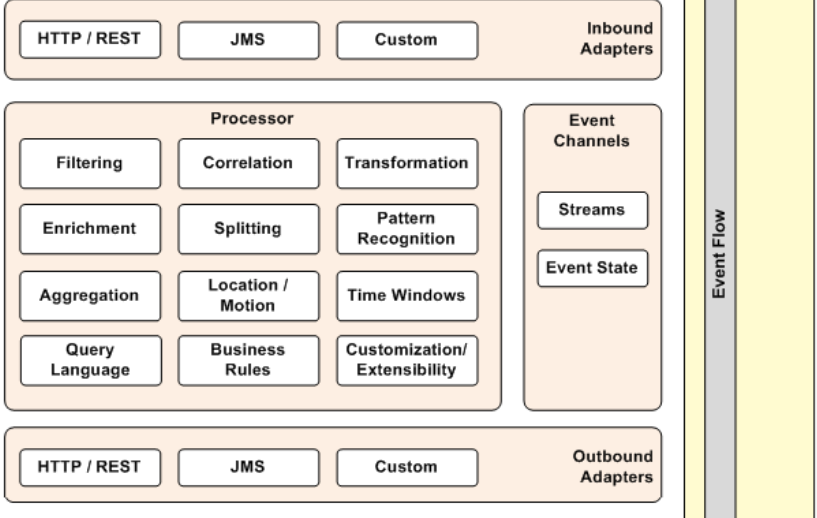 HTTP / REST
JMS
Custom
Inbound
Adapters
Processor
Filtering
Correlation
Transformation
Enrichment
Splitting
Pattern
Recognition
Aggregation
Location /
Motion
Time Windows
Query
Language
Business
Rules
Customization/
Extensibility
Event
Channels
Streams
Event State
HTTP / REST
JMS
Custom
Outbound
Adapters
Event Flow